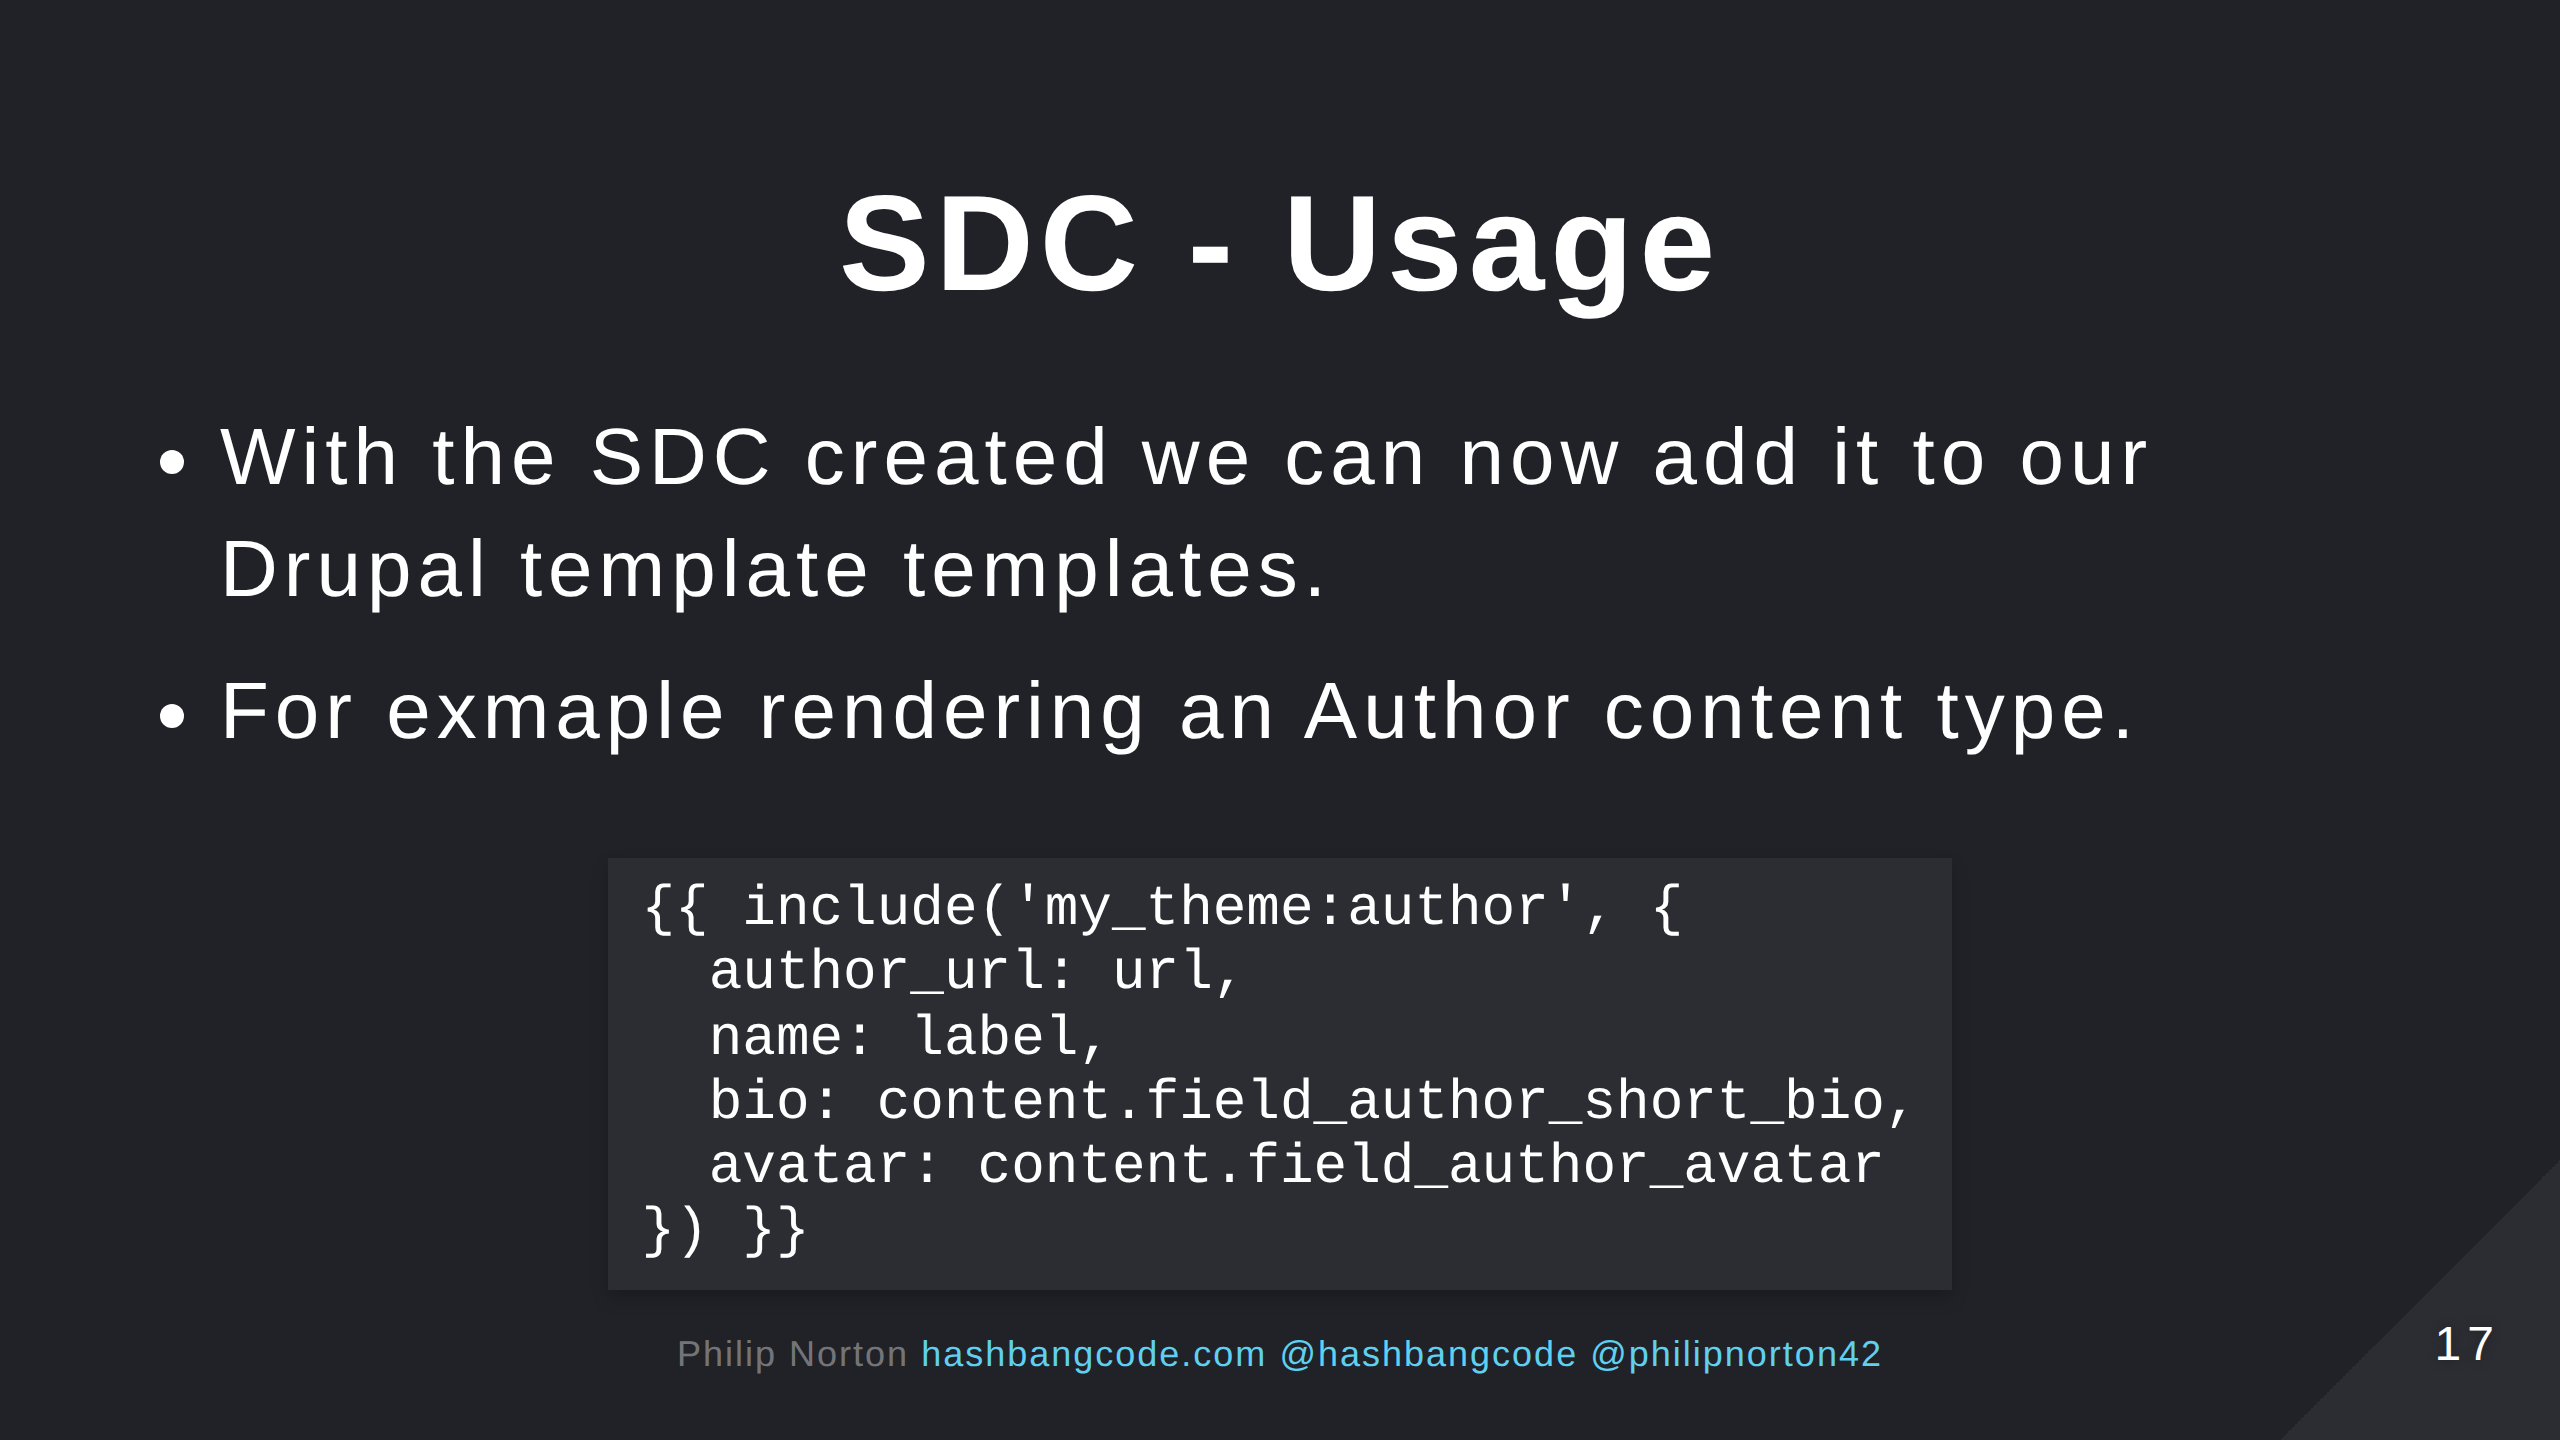 SDC - Usage
• With the SDC created we can now add it to our
Drupal template templates.
• For exmaple rendering an Author content type.
{{ include('my_theme:author', {
  author_url: url,
  name: label,
  bio: content.field_author_short_bio,
  avatar: content.field_author_avatar
}) }}
Philip Norton hashbangcode.com @hashbangcode @philipnorton42
17